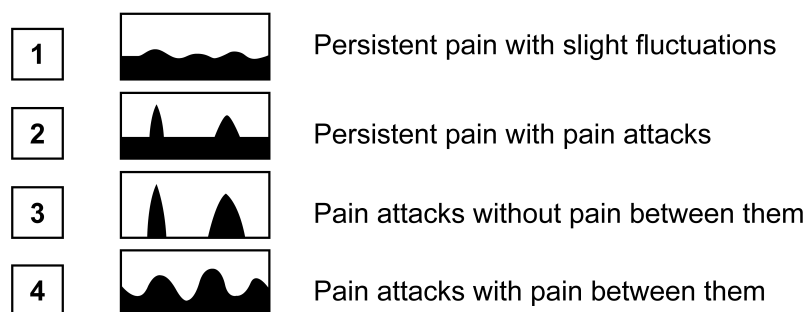 1 Persistent pain with slight fluctuations
2 Persistent pain with pain attacks
3 Pain attacks without pain between them
4 Pain attacks with pain between them